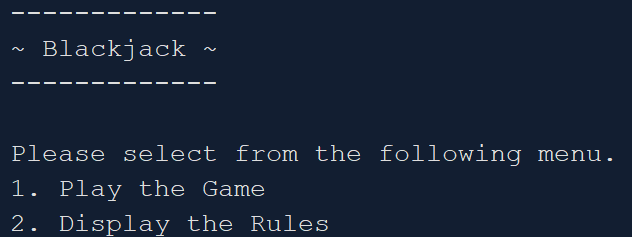 -------------
~ Blackjack ~
-------------
Please select from the following menu.
1. Play the Game
2. Display the Rules